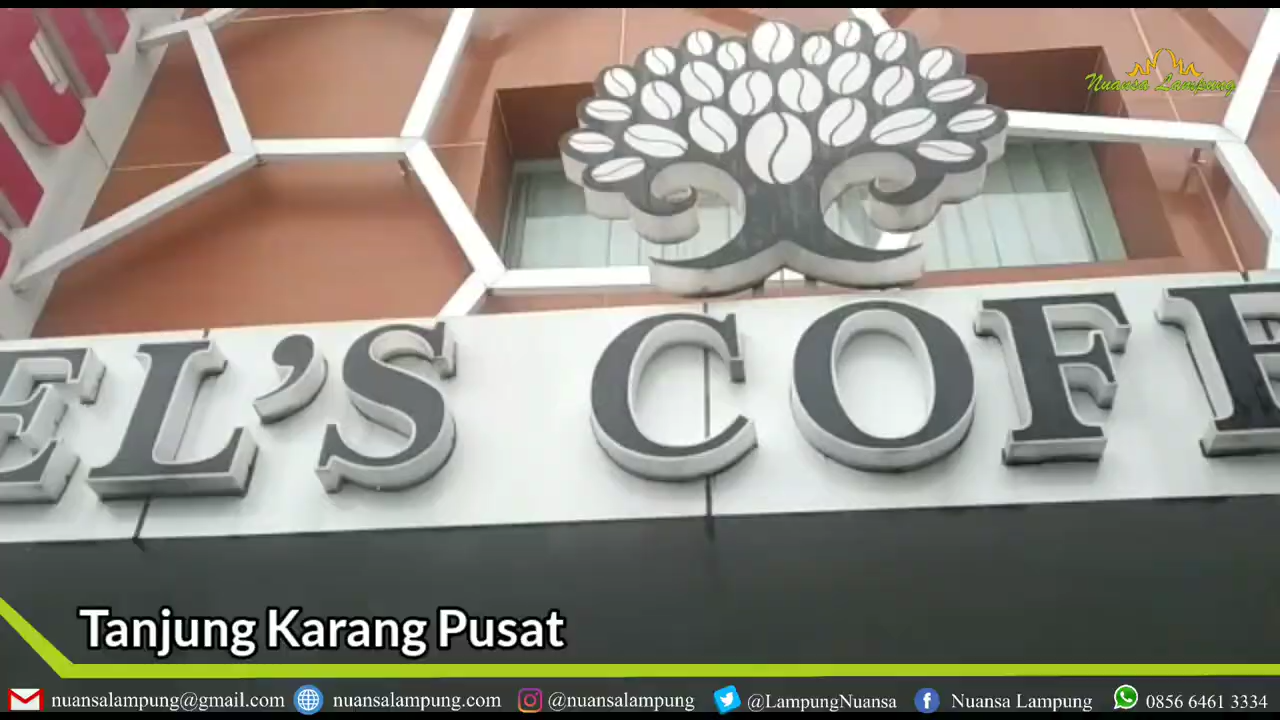 Nuansa Lampung
EL'S COFF
Tanjung Karang Pusat
nuansalampung@gmail.com nuansalampung.com @nuansalampung @LampungNuansa Nuansa Lampung 0856 6461 3334